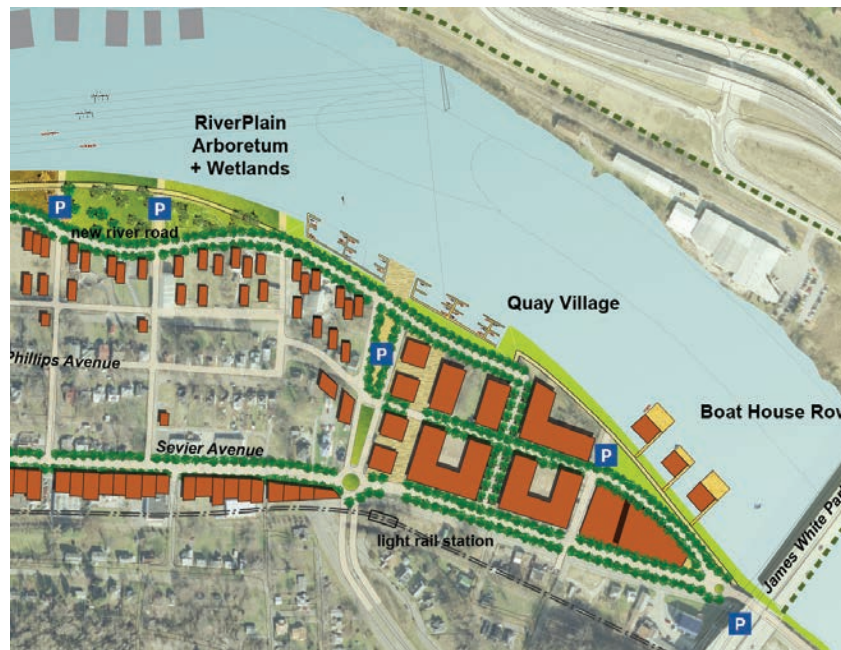 RiverPlain
Arboretum
+ Wetlands
P
P
new river road
Quay Village
P
Phillips Avenue
Boat House Row
Sevier Avenue
P
light rail station
James White Park
P